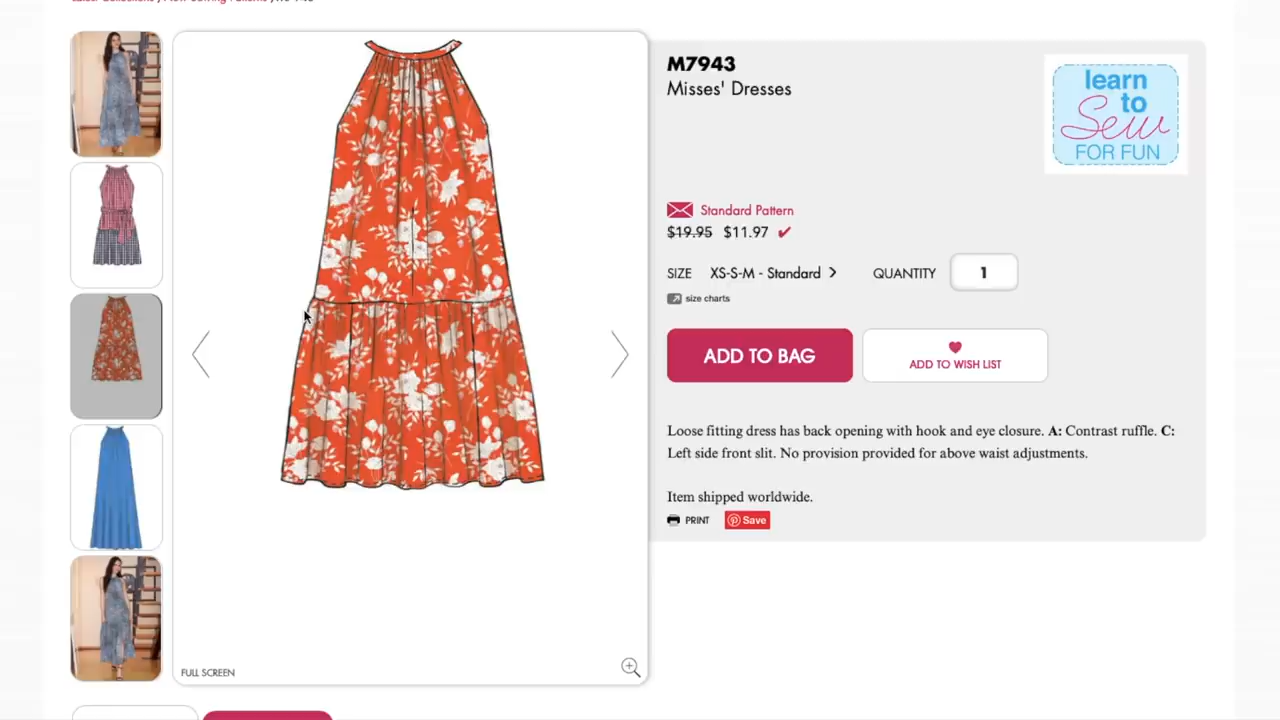 M7943
Misses' Dresses
learn
to
Sew
FOR FUN
Standard Pattern
$19.95 $11.97
SIZE XS-S-M - Standard QUANTITY 1
size charts
ADD TO BAG
ADD TO WISH LIST
Loose fitting dress has back opening with hook and eye closure. A: Contrast ruffle. C:
Left side front slit. No provision provided for above waist adjustments.
Item shipped worldwide.
PRINT Save
FULL SCREEN